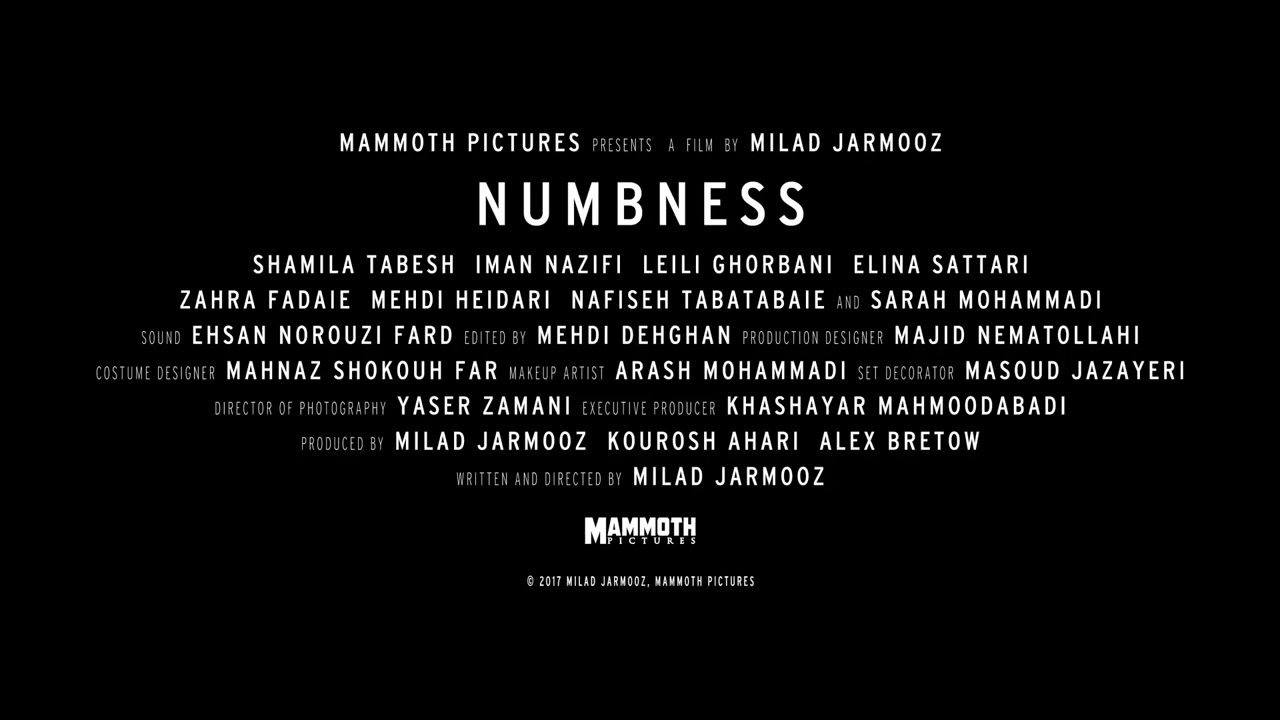 MAMMOTH PICTURES PRESENTS A FILM BY MILAD JARMOOZ
NUMBNESS
SHAMILA TABESH IMAN NAZIFI LEILI GHORBANI ELINA SATTARI
ZAHRA FADAIE MEHDI HEIDARI NAFISEH TABATABAIE AND SARAH MOHAMMADI
SOUND EHSAN NOROUZI FARD EDITED BY MEHDI DEHGHAN PRODUCTION DESIGNER MAJID NEMATOLLAHI
COSTUME DESIGNER MAHNAZ SHOKOUH FAR MAKEUP ARTIST ARASH MOHAMMADI SET DECORATOR MASOUD JAZAYERI
DIRECTOR OF PHOTOGRAPHY YASER ZAMANI EXECUTIVE PRODUCER KHASHAYAR MAHMOODABADI
PRODUCED BY MILAD JARMOOZ KOUROSH AHARI ALEX BRETOW
WRITTEN AND DIRECTED BY MILAD JARMOOZ
MAMMOTH
PICTURES
© 2017 MILAD JARMOOZ, MAMMOTH PICTURES